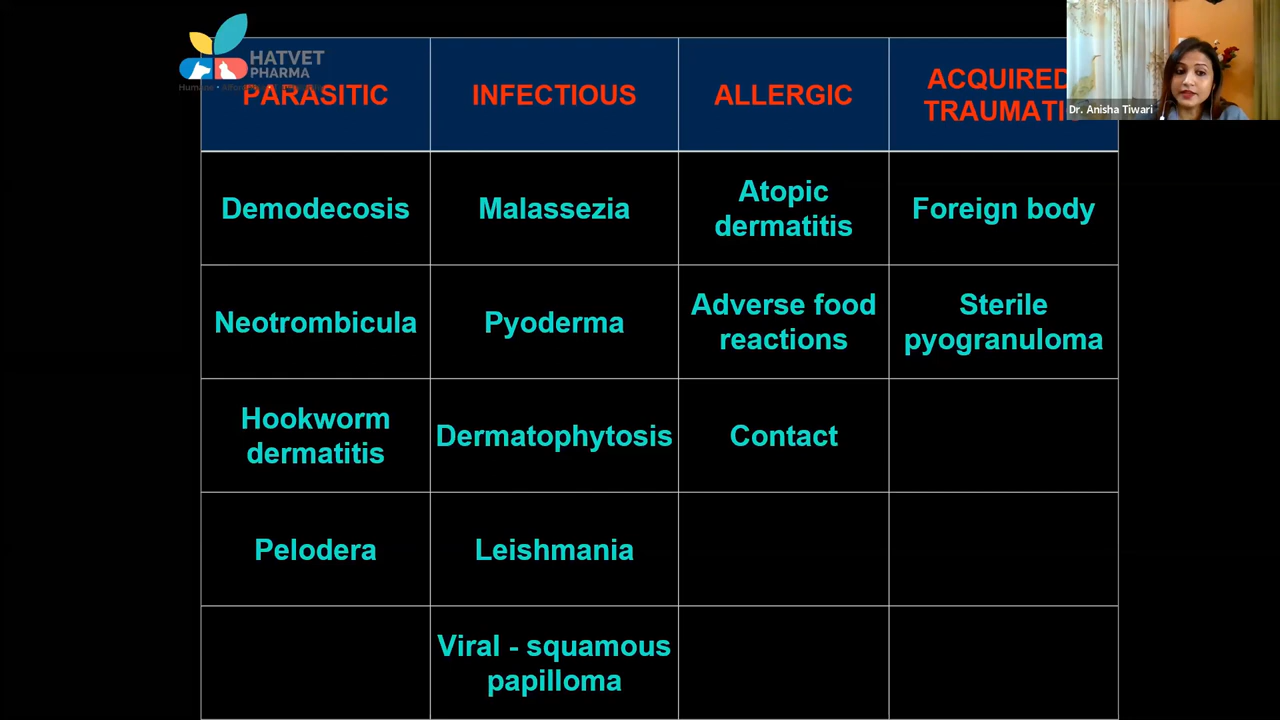 HATVET
PHARMA
PARASITIC
INFECTIOUS
ALLERGIC
ACQUIRED
TRAUMATI
Dr. Anisha Tiwari
Demodecosis
Malassezia
Atopic
dermatitis
Foreign body
Neotrombicula
Pyoderma
Adverse food
reactions
Sterile
pyogranuloma
Hookworm
dermatitis
Dermatophytosis
Contact
Pelodera
Leishmania
Viral - squamous
papilloma